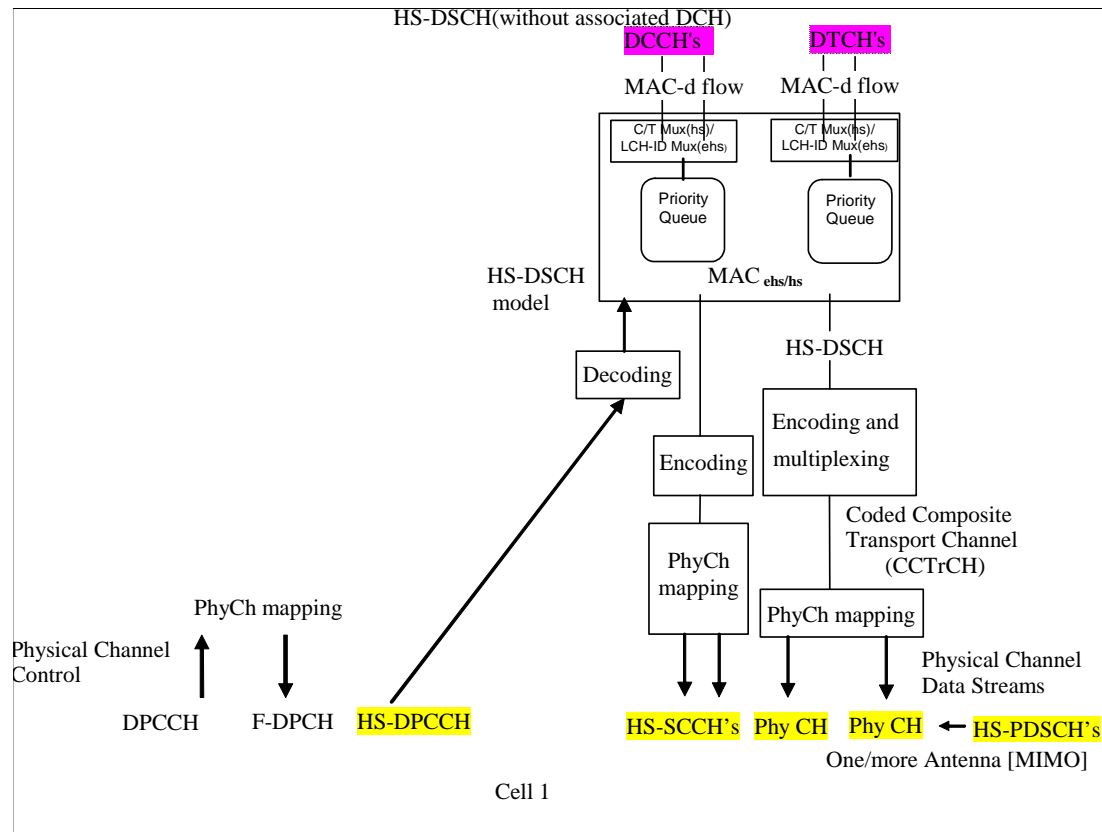 HS-DSCH(without associated DCH)
DCCH's
DTCH's
MAC-d flow
MAC-d flow
C/T Mux(hs)/
LCH-ID Mux(ehs)
C/T Mux(hs)/
LCH-ID Mux(ehs)
Priority
Queue
Priority
Queue
HS-DSCH
model
MAC ehs/hs
HS-DSCH
Decoding
Encoding and
multiplexing
Encoding
Coded Composite
Transport Channel
(CCTrCH)
PhyCh
mapping
PhyCh mapping
PhyCh mapping
Physical Channel
Control
Physical Channel
Data Streams
DPCCH
F-DPCH
HS-DPCCH
HS-SCCH’s
Phy CH
Phy CH
HS-PDSCH’s
One/more Antenna [MIMO]
Cell 1